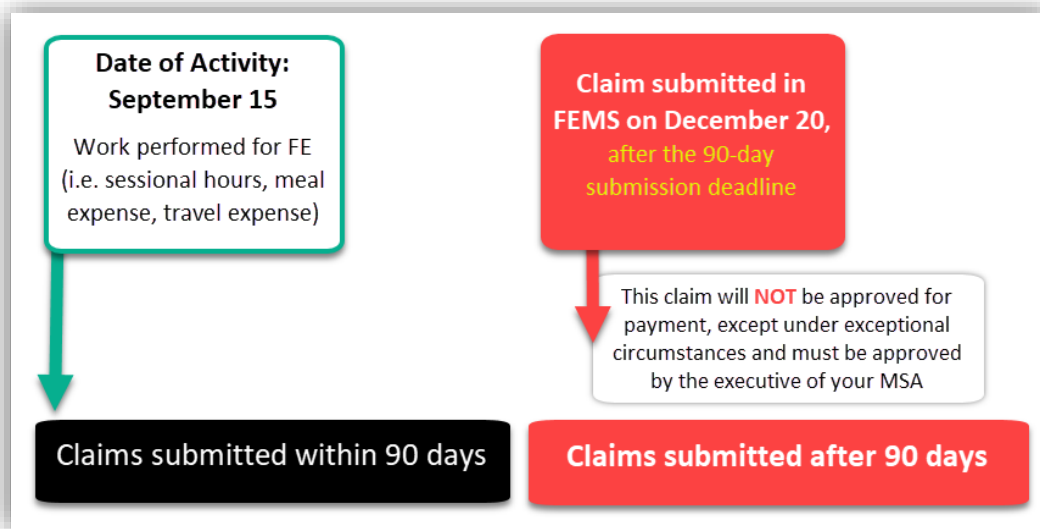 Date of Activity:
September 15
Work performed for FE
(i.e. sessional hours, meal
expense, travel expense)
Claim submitted in
FEMS on December 20,
after the 90-day
submission deadline
This claim will NOT be approved for
payment, except under exceptional
circumstances and must be approved
by the executive of your MSA
Claims submitted within 90 days
Claims submitted after 90 days